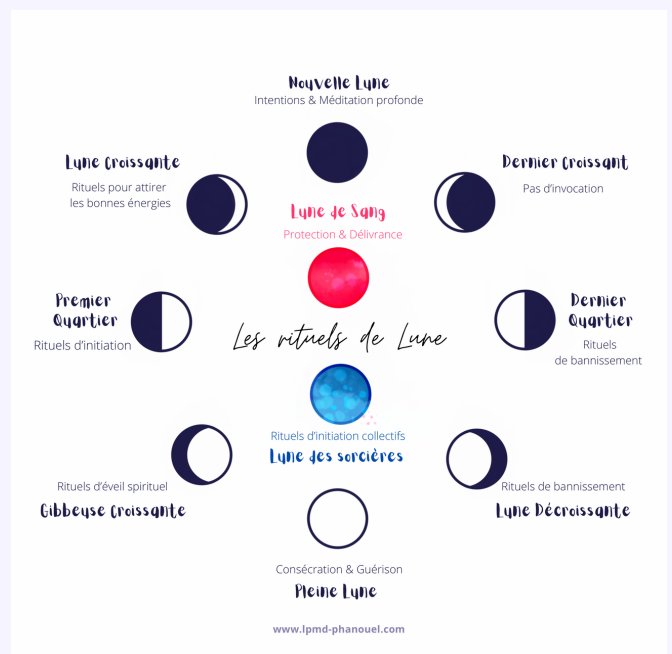 Nouvelle Lune
Intentions & Méditation profonde
Lune Croissante
Rituels pour attirer
les bonnes énergies
Dernier Croissant
Pas d'invocation
Lune de Sang
Protection & Délivrance
Premier
Quartier
Rituels d'initiation
Les rituels de Lune
Dernier
Quartier
Rituels
de bannissement
Rituels d'initiation collectifs
Lune des sorcières
Rituels d'éveil spirituel
Gibbeuse Croissante
Rituels de bannissement
Lune Décroissante
Consécration & Guérison
Pleine Lune
www.lpmd-phanouel.com